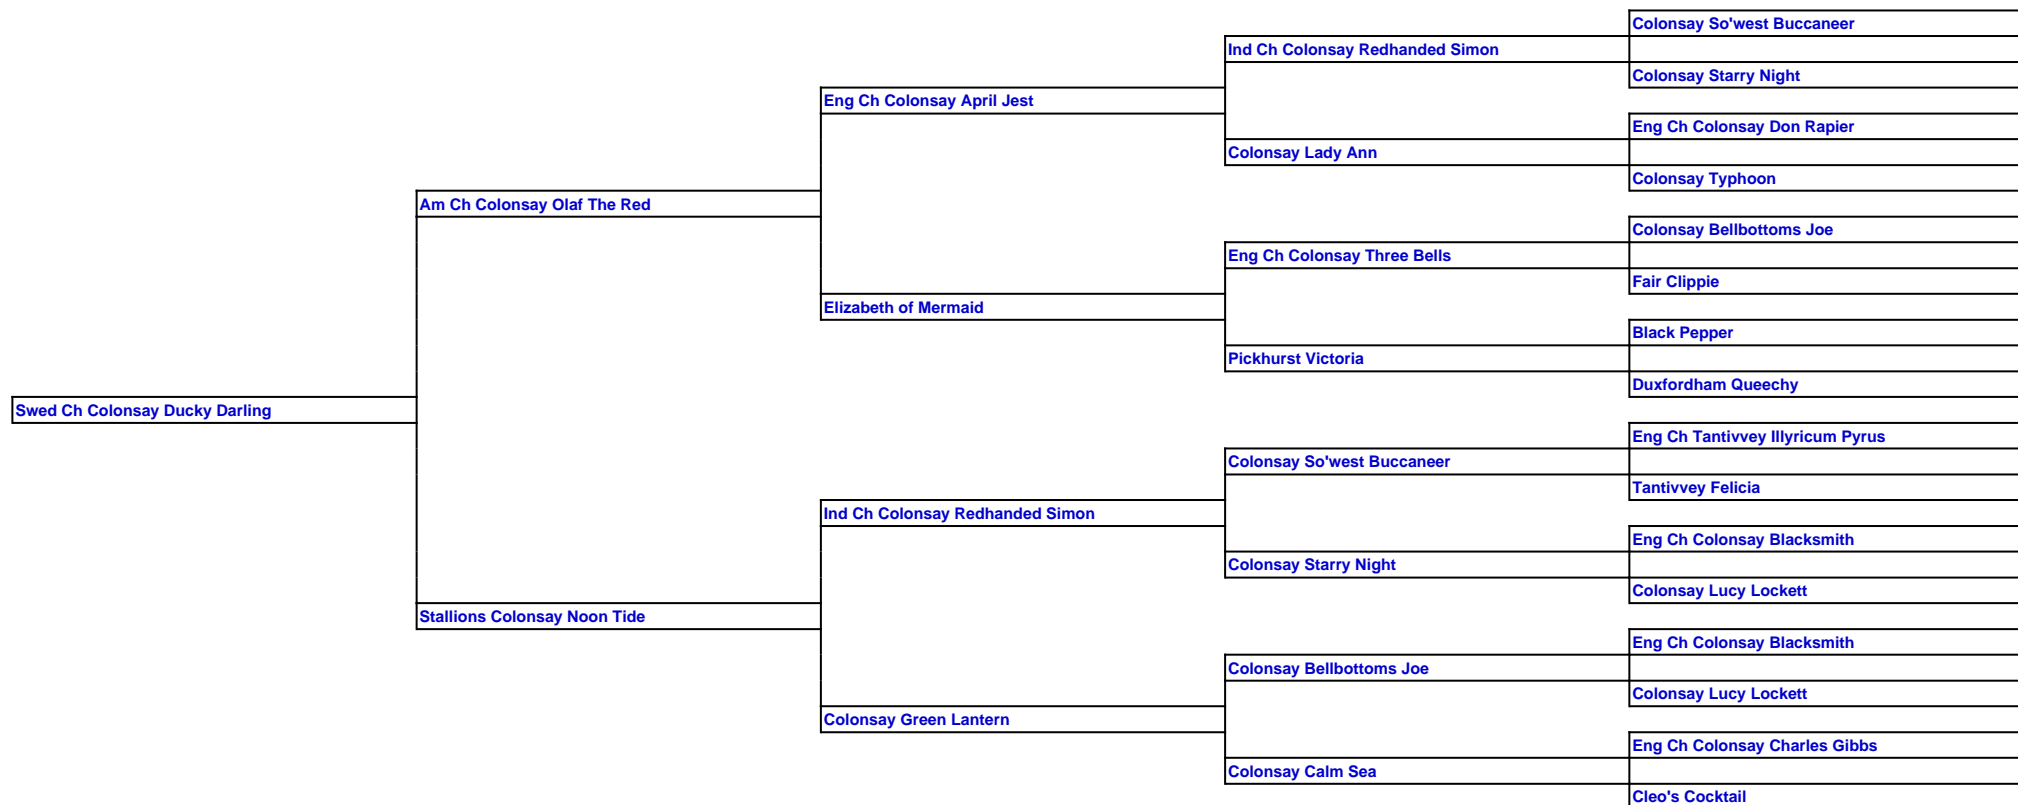 Colonsay So'west Buccaneer
Ind Ch Colonsay Redhanded Simon
Colonsay Starry Night
Eng Ch Colonsay April Jest
Eng Ch Colonsay Don Rapier
Colonsay Lady Ann
Colonsay Typhoon
Am Ch Colonsay Olaf The Red
Colonsay Bellbottoms Joe
Eng Ch Colonsay Three Bells
Fair Clippie
Elizabeth of Mermaid
Black Pepper
Pickhurst Victoria
Duxfordham Queechy
Swed Ch Colonsay Ducky Darling
Eng Ch Tantivvey Illyricum Pyrus
Colonsay So'west Buccaneer
Tantivvey Felicia
Ind Ch Colonsay Redhanded Simon
Eng Ch Colonsay Blacksmith
Colonsay Starry Night
Colonsay Lucy Lockett
Stallions Colonsay Noon Tide
Eng Ch Colonsay Blacksmith
Colonsay Bellbottoms Joe
Colonsay Lucy Lockett
Colonsay Green Lantern
Eng Ch Colonsay Charles Gibbs
Colonsay Calm Sea
Cleo's Cocktail